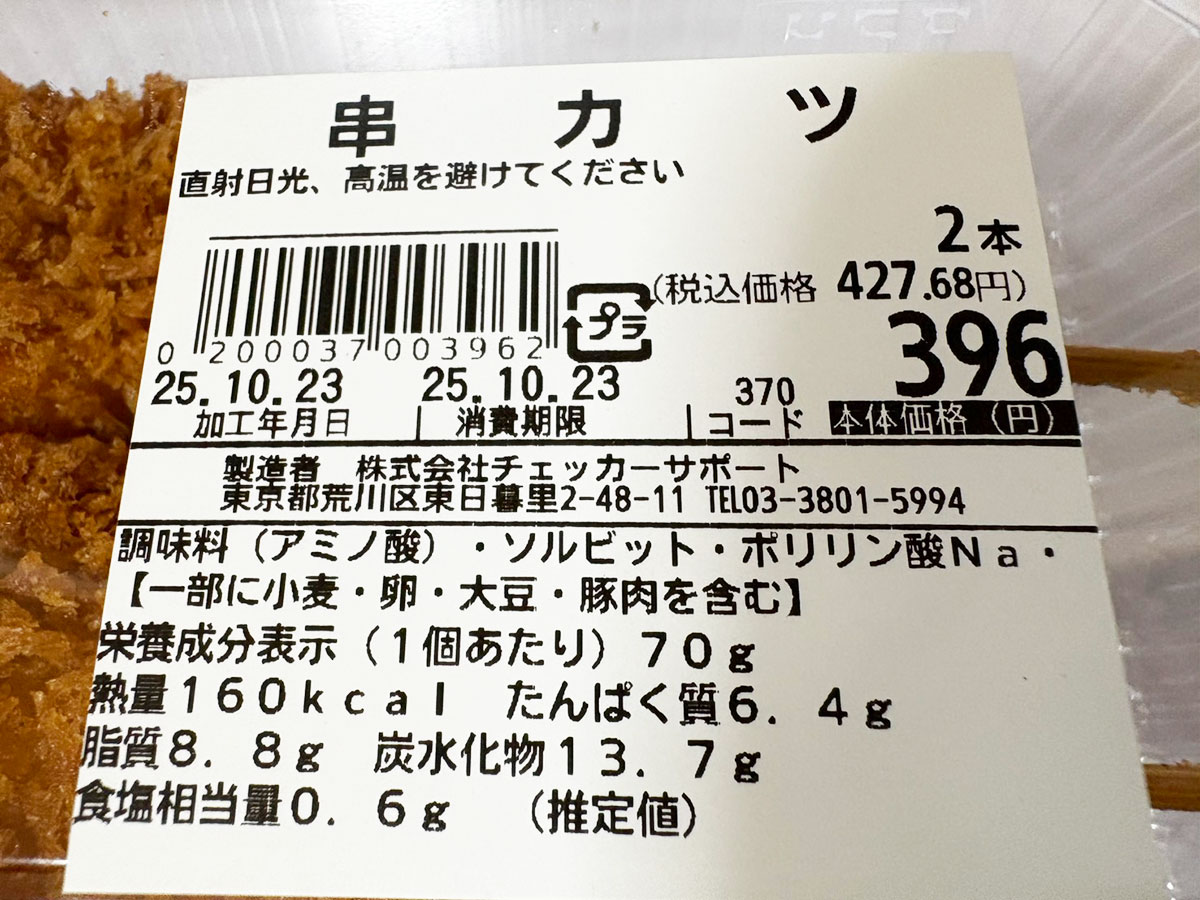 串カツ
直射日光、高温を避けてください
2本
(税込価格 427.68円)
プラ
396
0 200037 003962
25.10.23 25.10.23 370
加工年月日 消費期限 コード 本体価格（円）
製造者 株式会社チェッカーサポート
東京都荒川区東日暮里2-48-11 TEL03-3801-5994
調味料（アミノ酸）・ソルビット・ポリリン酸Ｎａ・
【一部に小麦・卵・大豆・豚肉を含む】
栄養成分表示（１個あたり）７０ｇ
熱量１６０ｋｃａｌ たんぱく質６．４ｇ
脂質８．８ｇ 炭水化物１３．７ｇ
食塩相当量０．６ｇ （推定値）